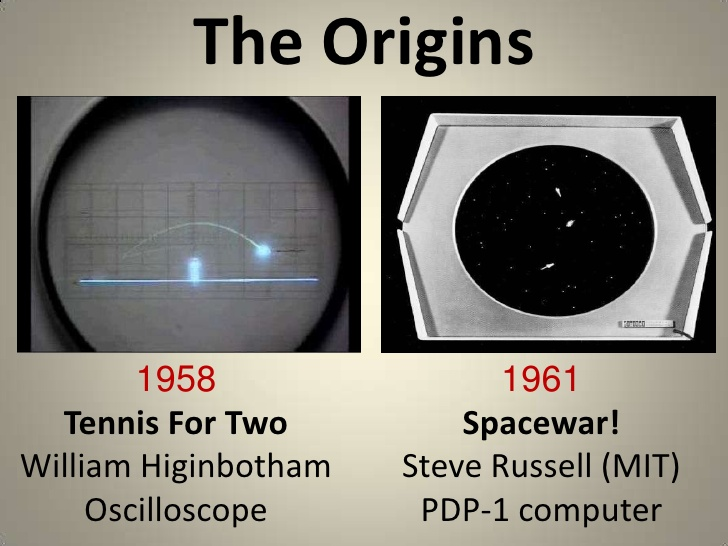 The Origins
1958
Tennis For Two
William Higinbotham
Oscilloscope
1961
Spacewar!
Steve Russell (MIT)
PDP-1 computer